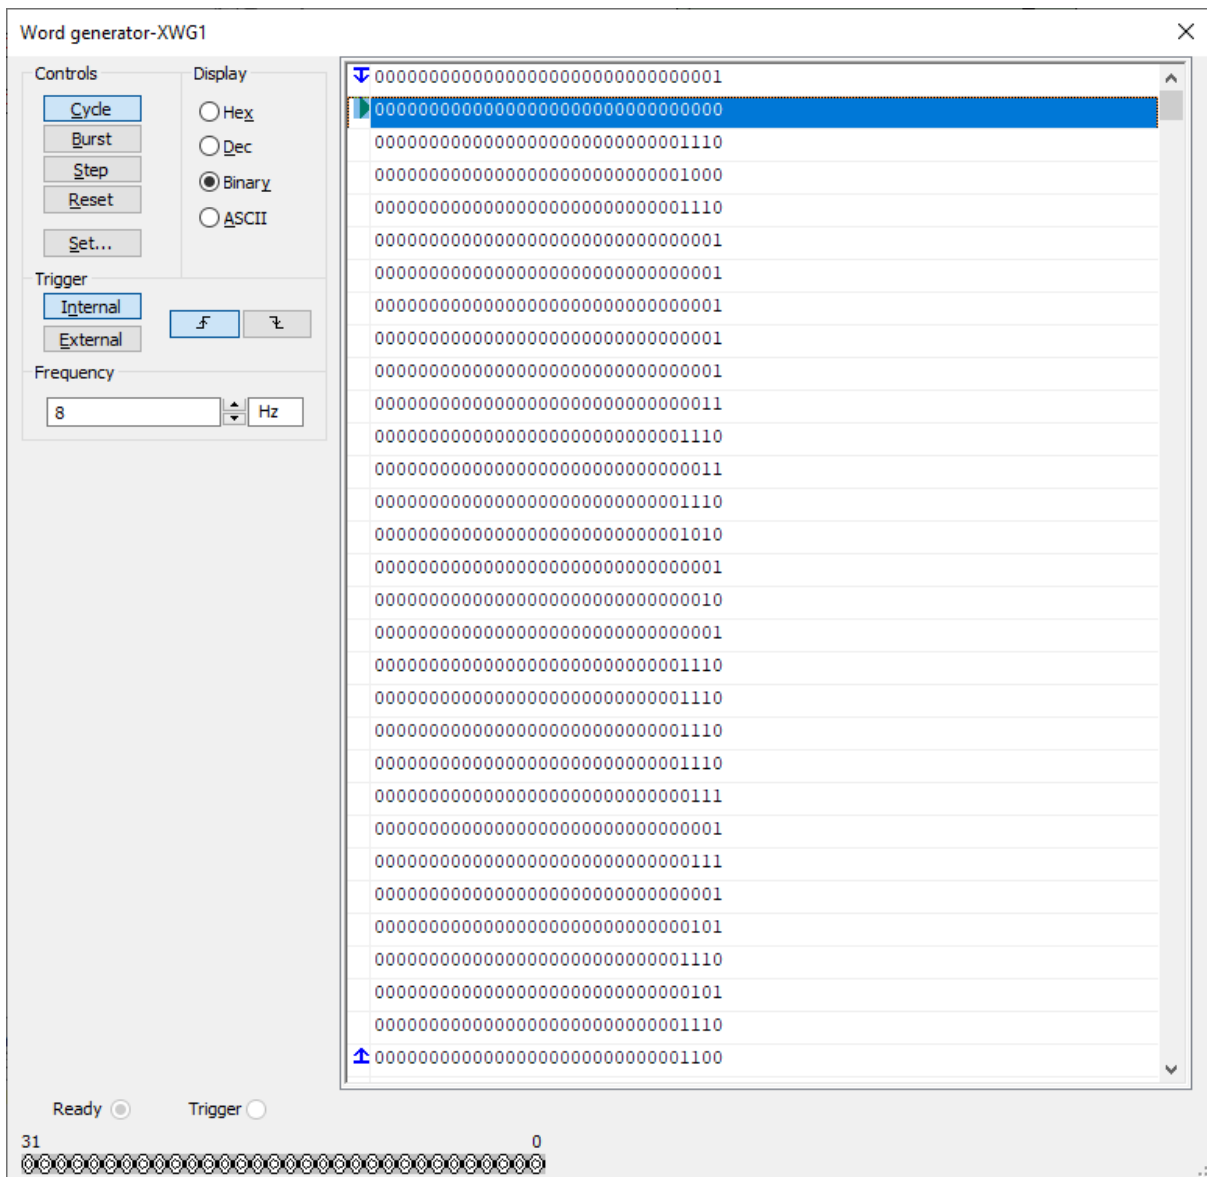 Word generator-XWG1
Controls
Display
Cycle
Burst
Step
Reset
Set...
Hex
Dec
Binary
ASCII
Trigger
Internal
External
Frequency
8
Hz
00000000000000000000000000000001
00000000000000000000000000000000
00000000000000000000000000001110
00000000000000000000000000001000
00000000000000000000000000001110
00000000000000000000000000000001
00000000000000000000000000000001
00000000000000000000000000000001
00000000000000000000000000000001
00000000000000000000000000000001
00000000000000000000000000000011
00000000000000000000000000001110
00000000000000000000000000000011
00000000000000000000000000001110
00000000000000000000000000001010
00000000000000000000000000000001
00000000000000000000000000000010
00000000000000000000000000000001
00000000000000000000000000001110
00000000000000000000000000001110
00000000000000000000000000001110
00000000000000000000000000001110
00000000000000000000000000000111
00000000000000000000000000000001
00000000000000000000000000000111
00000000000000000000000000000001
00000000000000000000000000000101
00000000000000000000000000001110
00000000000000000000000000000101
00000000000000000000000000001110
00000000000000000000000000001100
Ready
Trigger
31
0